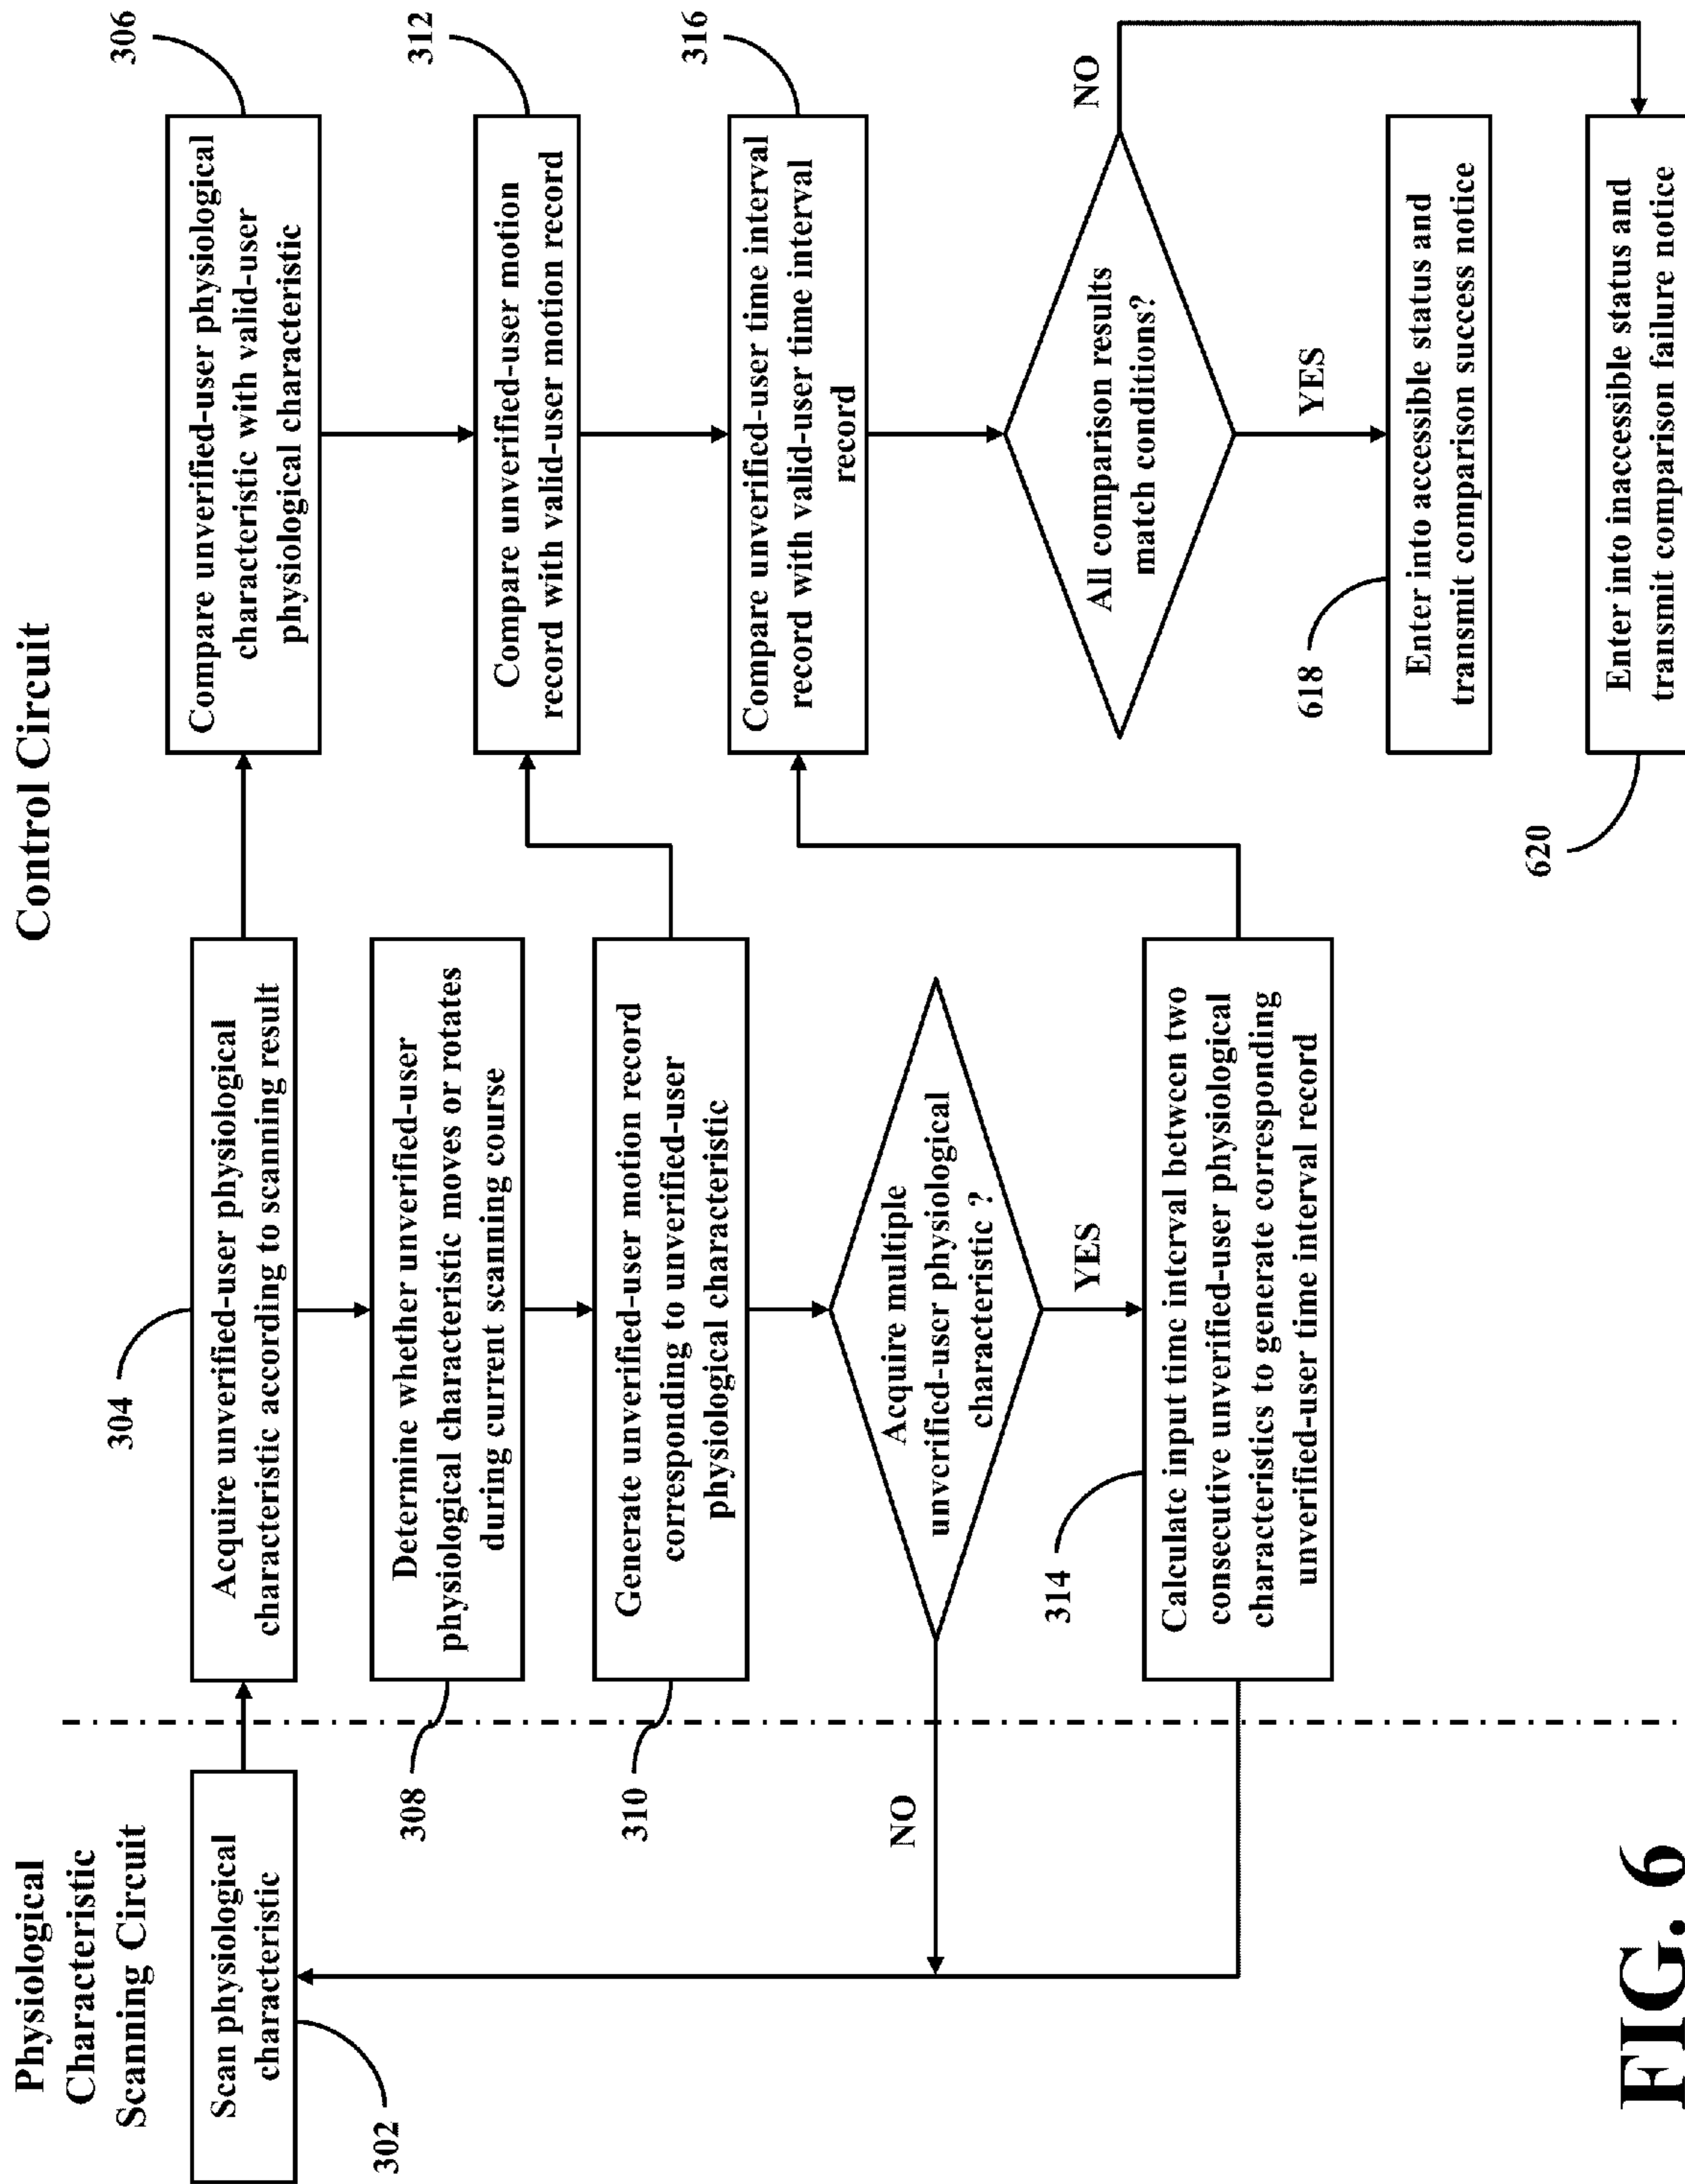 Physiological
Characteristic
Scanning Circuit
Control Circuit
Scan physiological
characteristic
302
304
Acquire unverified-user physiological
characteristic according to scanning result
306
Compare unverified-user physiological
characteristic with valid-user
physiological characteristic
308
Determine whether unverified-user
physiological characteristic moves or rotates
during current scanning course
310
Generate unverified-user motion record
corresponding to unverified-user
physiological characteristic
312
Compare unverified-user motion
record with valid-user motion record
Acquire multiple
unverified-user physiological
characteristic ?
NO
YES
314
Calculate input time interval between two
consecutive unverified-user physiological
characteristics to generate corresponding
unverified-user time interval record
316
Compare unverified-user time interval
record with valid-user time interval
record
All comparison results
match conditions?
NO
YES
618
Enter into accessible status and
transmit comparison success notice
620
Enter into inaccessible status and
transmit comparison failure notice
FIG. 6